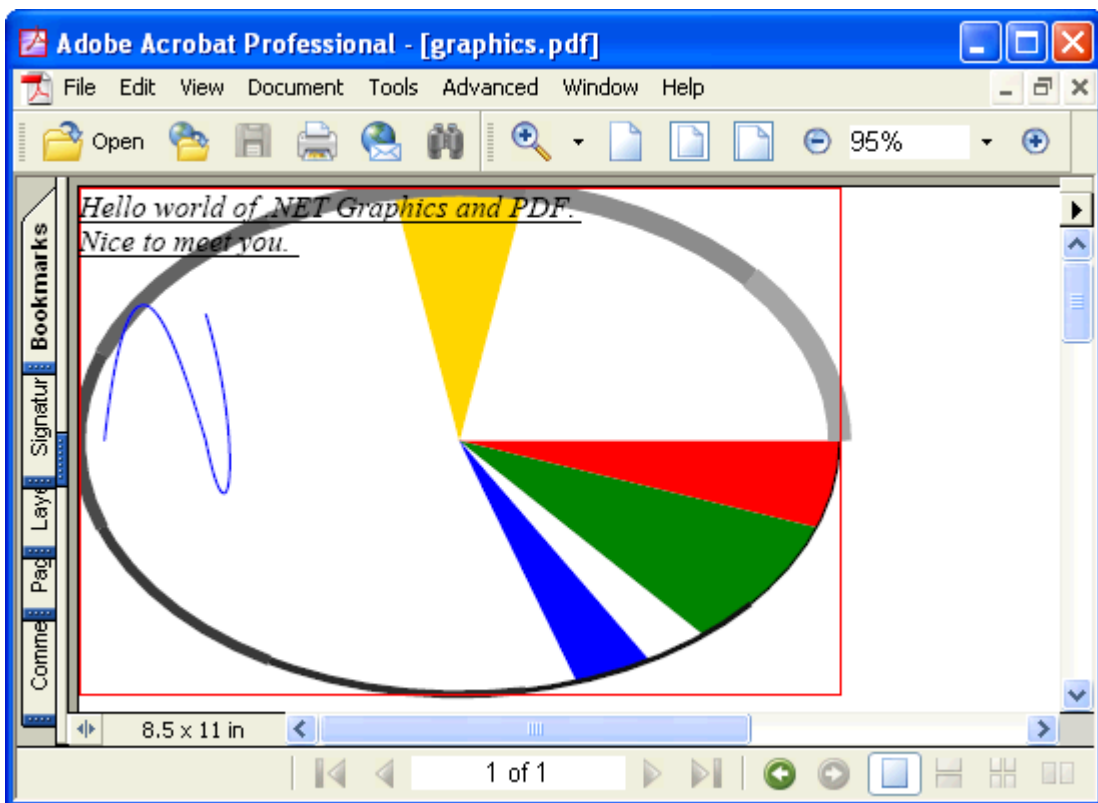 Adobe Acrobat Professional - [graphics.pdf]
File Edit View Document Tools Advanced Window Help
Open 95%
Hello world of .NET Graphics and PDF.
Nice to meet you.
Bookmarks
Signatur
Laye
Pag
Comme
8.5 x 11 in
1 of 1